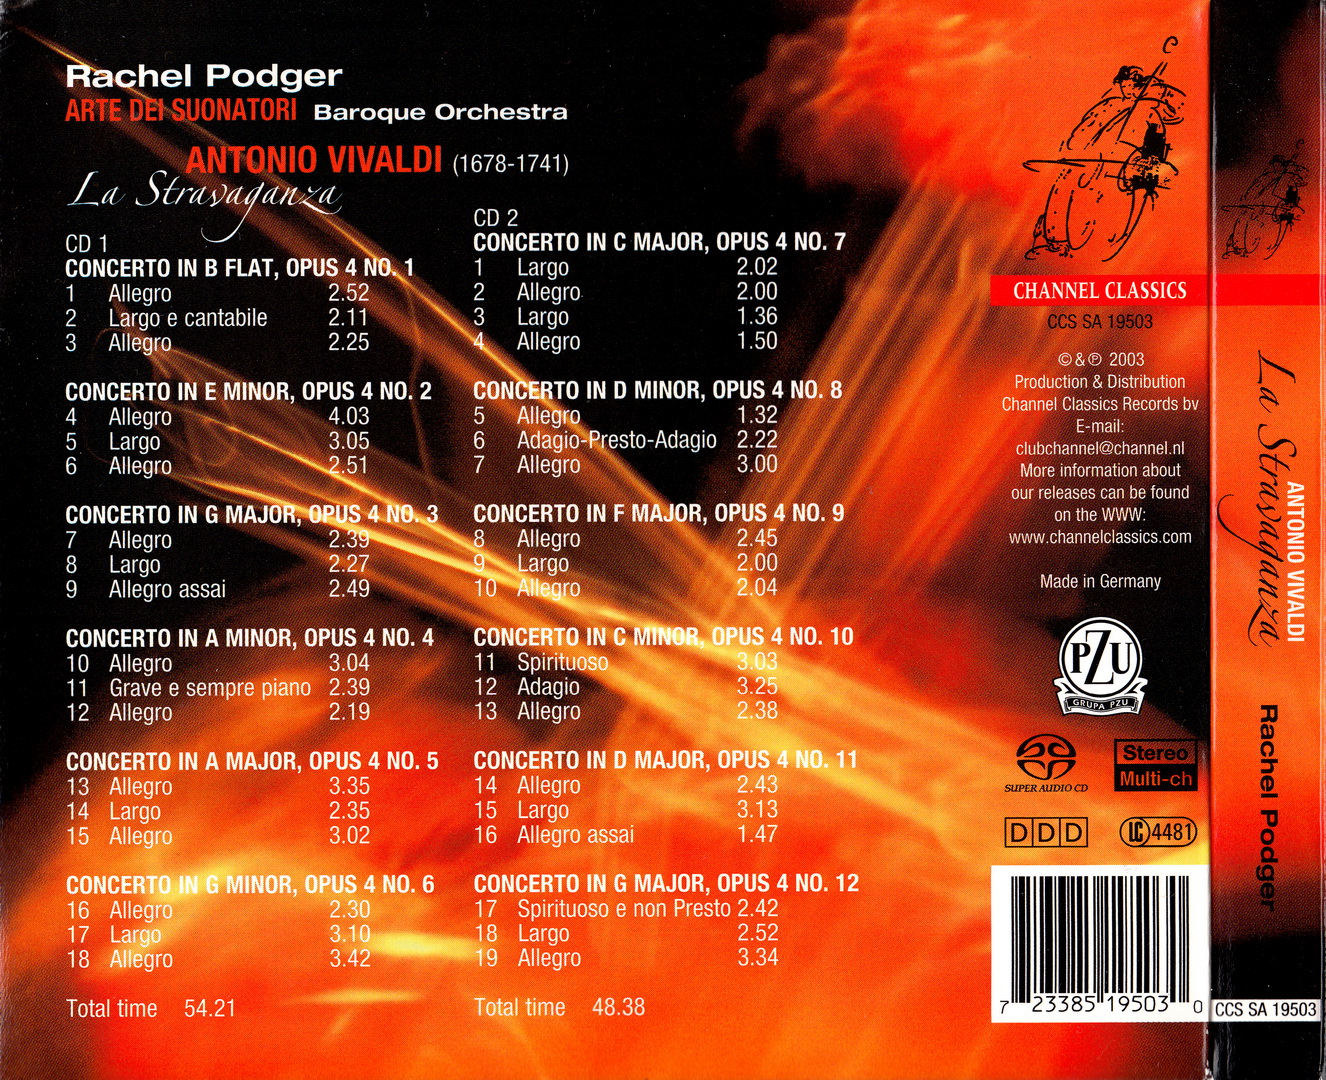 Rachel Podger
ARTE DEI SUONATORI Baroque Orchestra
ANTONIO VIVALDI (1678-1741)
La Stravaganza
CD 1
CONCERTO IN B FLAT, OPUS 4 NO. 1
1 Allegro 2.52
2 Largo e cantabile 2.11
3 Allegro 2.25
CONCERTO IN E MINOR, OPUS 4 NO. 2
4 Allegro 4.03
5 Largo 3.05
6 Allegro 2.51
CONCERTO IN G MAJOR, OPUS 4 NO. 3
7 Allegro 2.39
8 Largo 2.27
9 Allegro assai 2.49
CONCERTO IN A MINOR, OPUS 4 NO. 4
10 Allegro 3.04
11 Grave e sempre piano 2.39
12 Allegro 2.19
CONCERTO IN A MAJOR, OPUS 4 NO. 5
13 Allegro 3.35
14 Largo 2.35
15 Allegro 3.02
CONCERTO IN G MINOR, OPUS 4 NO. 6
16 Allegro 2.30
17 Largo 3.10
18 Allegro 3.42
Total time 54.21
CD 2
CONCERTO IN C MAJOR, OPUS 4 NO. 7
1 Largo 2.02
2 Allegro 2.00
3 Largo 1.36
4 Allegro 1.50
CONCERTO IN D MINOR, OPUS 4 NO. 8
5 Allegro 1.32
6 Adagio-Presto-Adagio 2.22
7 Allegro 3.00
CONCERTO IN F MAJOR, OPUS 4 NO. 9
8 Allegro 2.45
9 Largo 2.00
10 Allegro 2.04
CONCERTO IN C MINOR, OPUS 4 NO. 10
11 Spirituoso 3.03
12 Adagio 3.25
13 Allegro 2.38
CONCERTO IN D MAJOR, OPUS 4 NO. 11
14 Allegro 2.43
15 Largo 3.13
16 Allegro assai 1.47
CONCERTO IN G MAJOR, OPUS 4 NO. 12
17 Spirituoso e non Presto 2.42
18 Largo 2.52
19 Allegro 3.34
Total time 48.38
CHANNEL CLASSICS
CCS SA 19503
© & ℗ 2003
Production & Distribution
Channel Classics Records bv
E-mail:
clubchannel@channel.nl
More information about
our releases can be found
on the WWW:
www.channelclassics.com
Made in Germany
PZU
GRUPA PZU
SUPER AUDIO CD
Stereo
Multi-ch
DDD
LC 4481
7 23385 19503 0
La Stravaganza
ANTONIO VIVALDI
Rachel Podger
CCS SA 19503